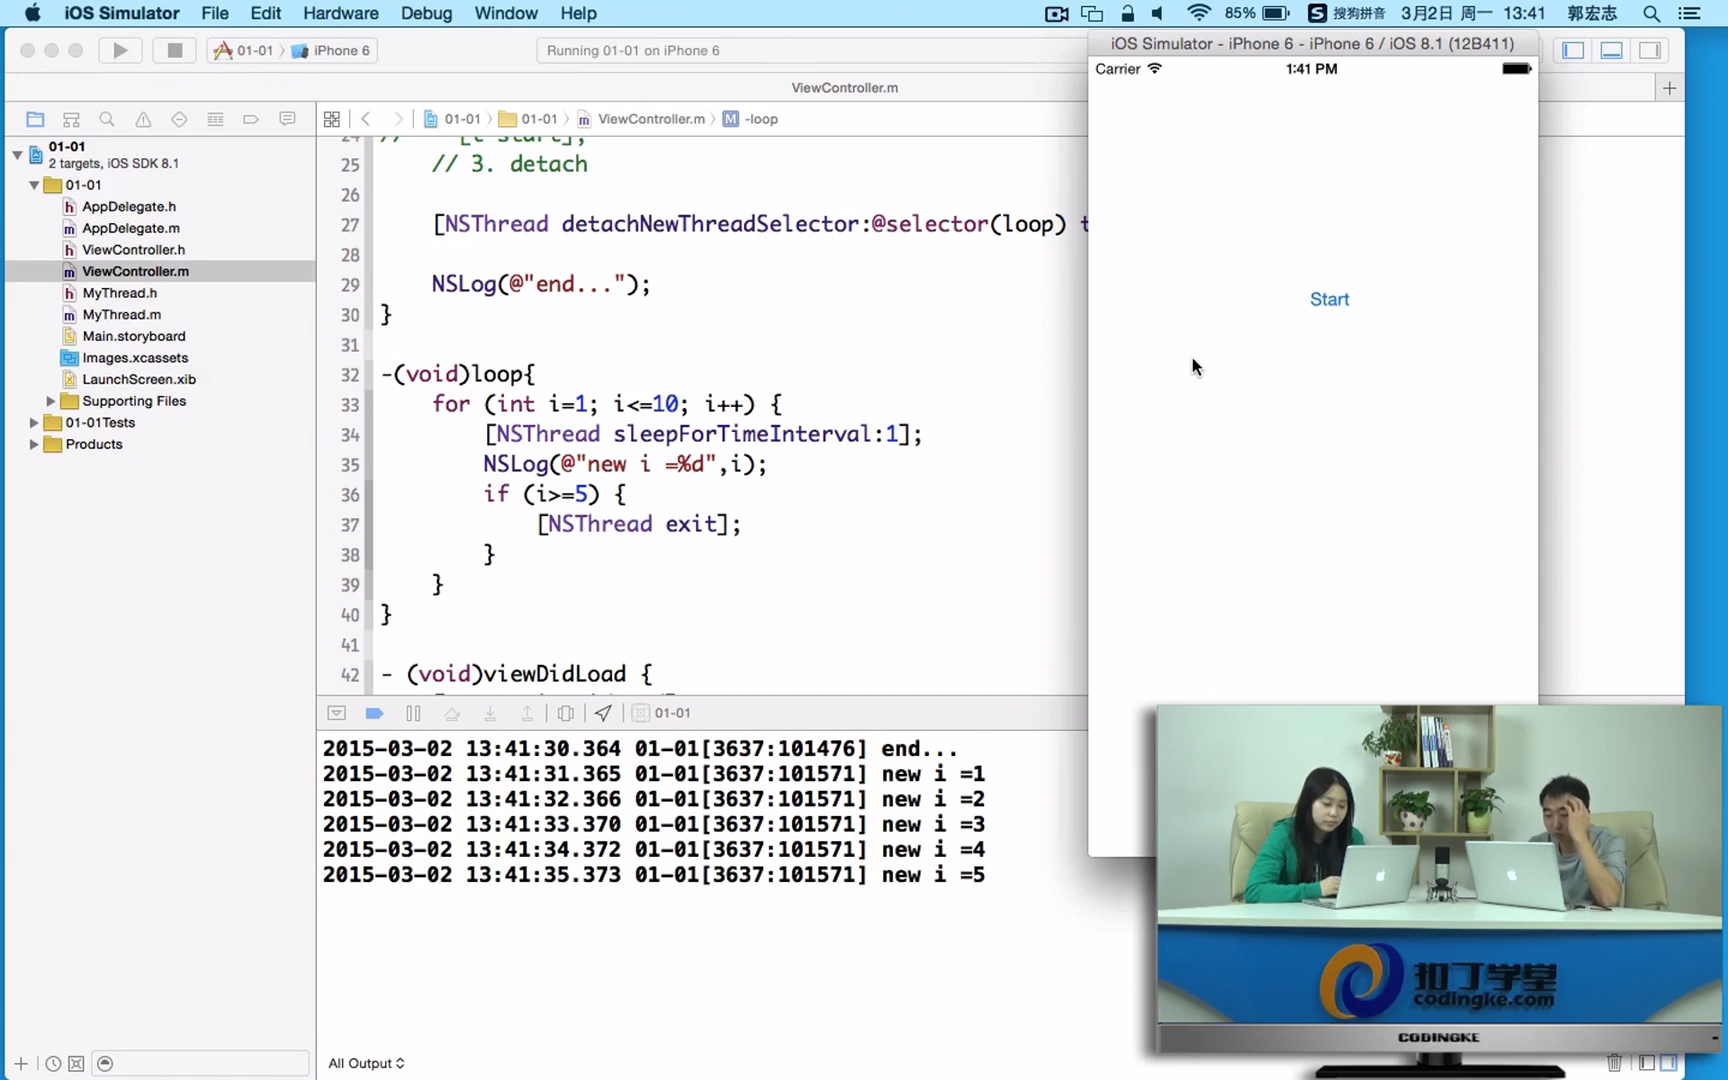 iOS Simulator File Edit Hardware Debug Window Help 85% 搜狗拼音 3月2日 周一 13:41 郭宏志
01-01 iPhone 6 Running 01-01 on iPhone 6
iOS Simulator - iPhone 6 - iPhone 6 / iOS 8.1 (12B411)
Carrier 1:41 PM
ViewController.m
01-01 01-01 ViewController.m M -loop
01-01
2 targets, iOS SDK 8.1
01-01
AppDelegate.h
AppDelegate.m
ViewController.h
ViewController.m
MyThread.h
MyThread.m
Main.storyboard
Images.xcassets
LaunchScreen.xib
Supporting Files
01-01Tests
Products
24 // [t start];
25 // 3. detach
26
27 [NSThread detachNewThreadSelector:@selector(loop) t
28
29 NSLog(@"end...");
30 }
31
32 -(void)loop{
33 for (int i=1; i<=10; i++) {
34 [NSThread sleepForTimeInterval:1];
35 NSLog(@"new i =%d",i);
36 if (i>=5) {
37 [NSThread exit];
38 }
39 }
40 }
41
42 - (void)viewDidLoad {
Start
01-01
2015-03-02 13:41:30.364 01-01[3637:101476] end...
2015-03-02 13:41:31.365 01-01[3637:101571] new i =1
2015-03-02 13:41:32.366 01-01[3637:101571] new i =2
2015-03-02 13:41:33.370 01-01[3637:101571] new i =3
2015-03-02 13:41:34.372 01-01[3637:101571] new i =4
2015-03-02 13:41:35.373 01-01[3637:101571] new i =5
All Output
扣丁学堂
codingke.com
CODINGKE